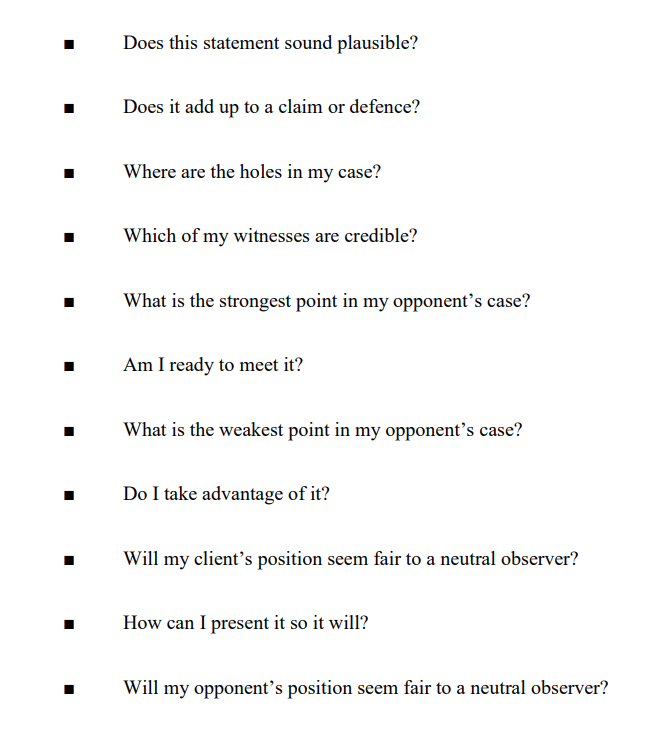 ■ Does this statement sound plausible?
■ Does it add up to a claim or defence?
■ Where are the holes in my case?
■ Which of my witnesses are credible?
■ What is the strongest point in my opponent’s case?
■ Am I ready to meet it?
■ What is the weakest point in my opponent’s case?
■ Do I take advantage of it?
■ Will my client’s position seem fair to a neutral observer?
■ How can I present it so it will?
■ Will my opponent’s position seem fair to a neutral observer?